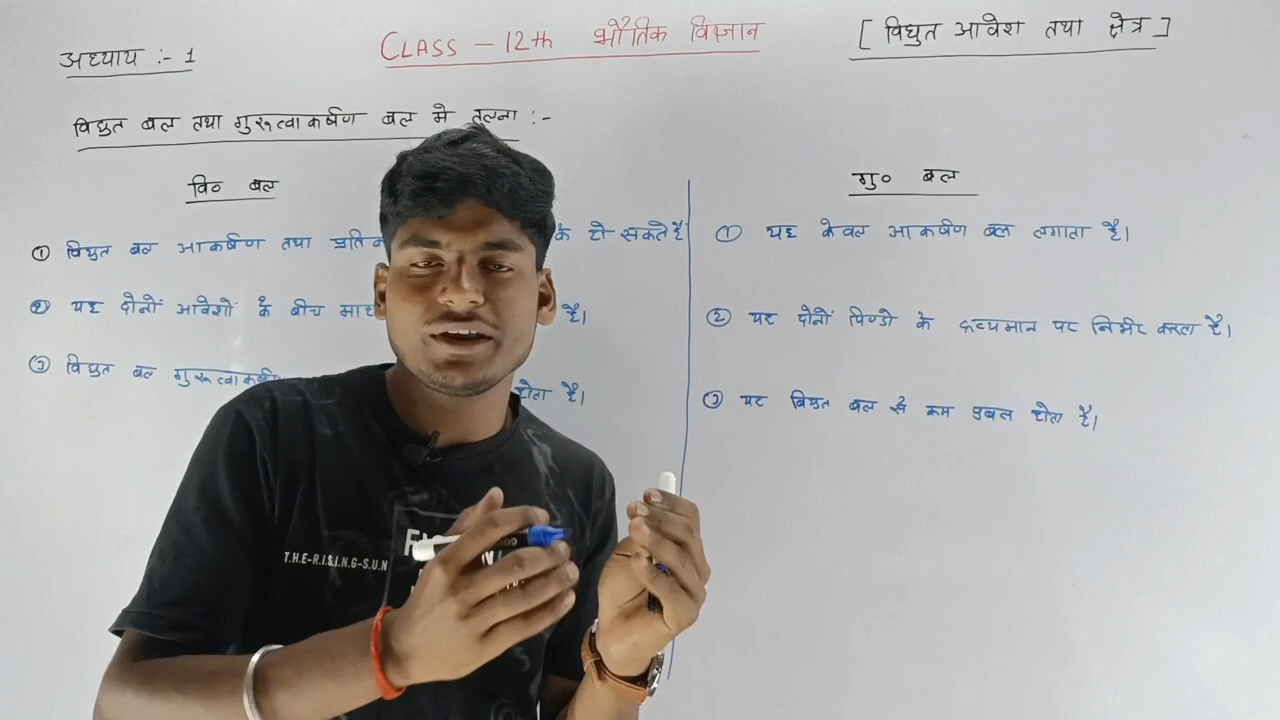 अध्याय :- 1
CLASS – 12th भौतिक विज्ञान
[ विद्युत आवेश तथा क्षेत्र ]
विद्युत बल तथा गुरुत्वाकर्षण बल मे तुलना :-
वि० बल
① विद्युत बल आकर्षण तथा के हो सकते है
② यह दोनों आवेशों के बीच है।
③ विद्युत बल होता है।
गु० बल
① यह केवल आकर्षण बल लगाता है।
② यह दोनों पिण्डो के द्रव्यमान पर निर्भर करता है।
③ यह विद्युत बल से कम प्रबल होता है।
T.H.E-R.I.S.I.N.G-S.U.N